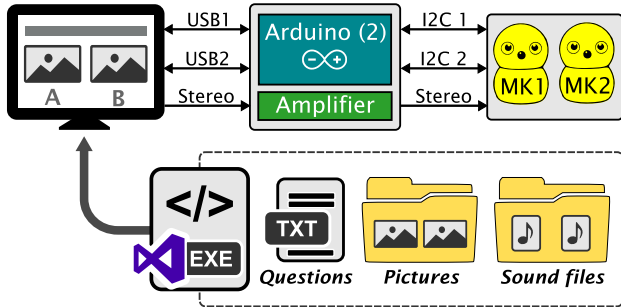 USB1
Arduino (2)
I2C 1
USB2
I2C 2
A B
Stereo
Amplifier
Stereo
MK1 MK2
</>
TXT
EXE
Questions
Pictures
Sound files